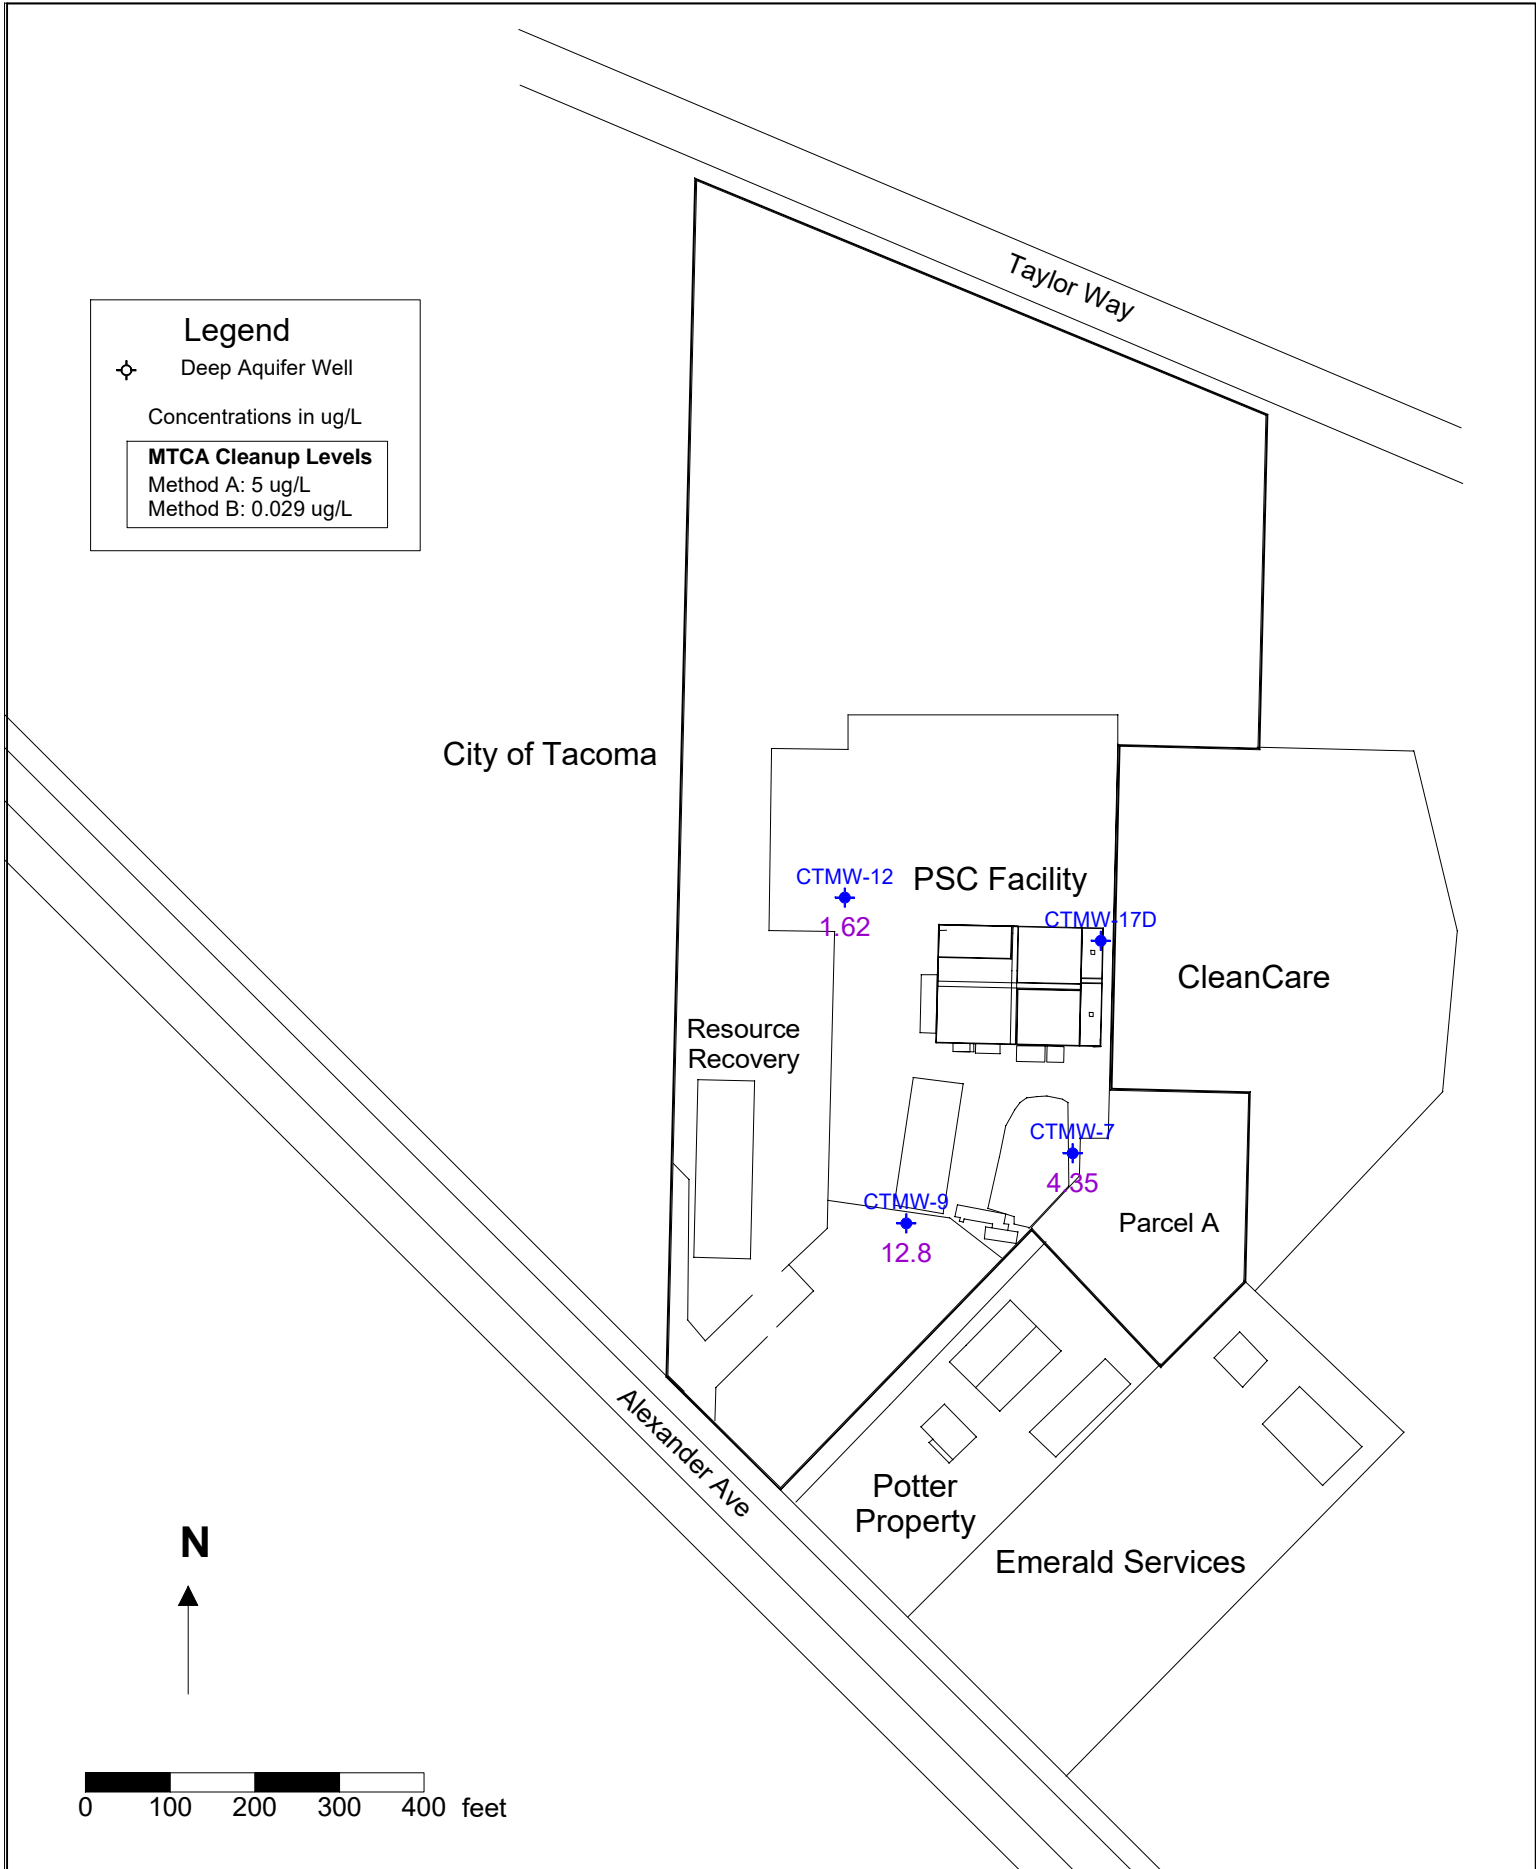 Taylor Way
Legend
Deep Aquifer Well
Concentrations in ug/L
MTCA Cleanup Levels
Method A: 5 ug/L
Method B: 0.029 ug/L
City of Tacoma
CTMW-12
1.62
PSC Facility
CTMW-17D
CleanCare
Resource
Recovery
CTMW-7
4.35
CTMW-9
12.8
Parcel A
Alexander Ave
Potter
Property
Emerald Services
N
0 100 200 300 400 feet